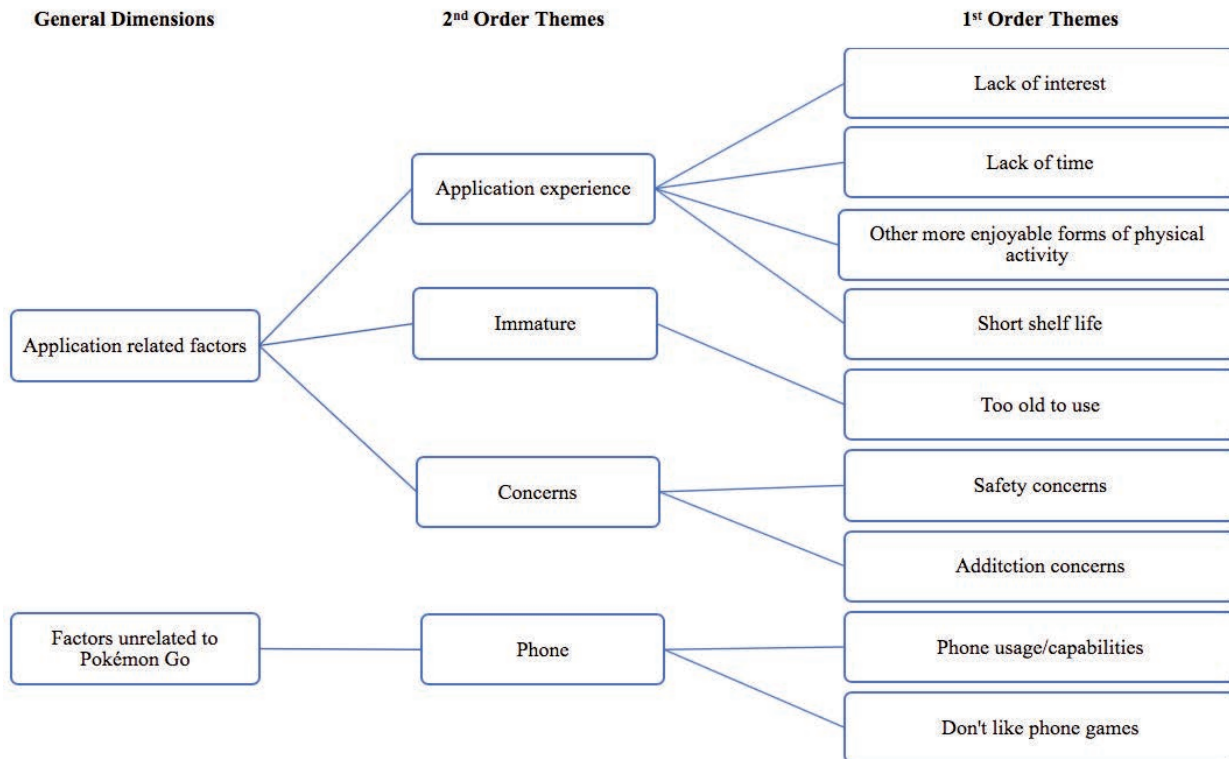 General Dimensions
2nd Order Themes
1st Order Themes
Lack of interest
Lack of time
Application experience
Other more enjoyable forms of physical
activity
Immature
Short shelf life
Application related factors
Too old to use
Concerns
Safety concerns
Additction concerns
Factors unrelated to
Pokémon Go
Phone
Phone usage/capabilities
Don't like phone games